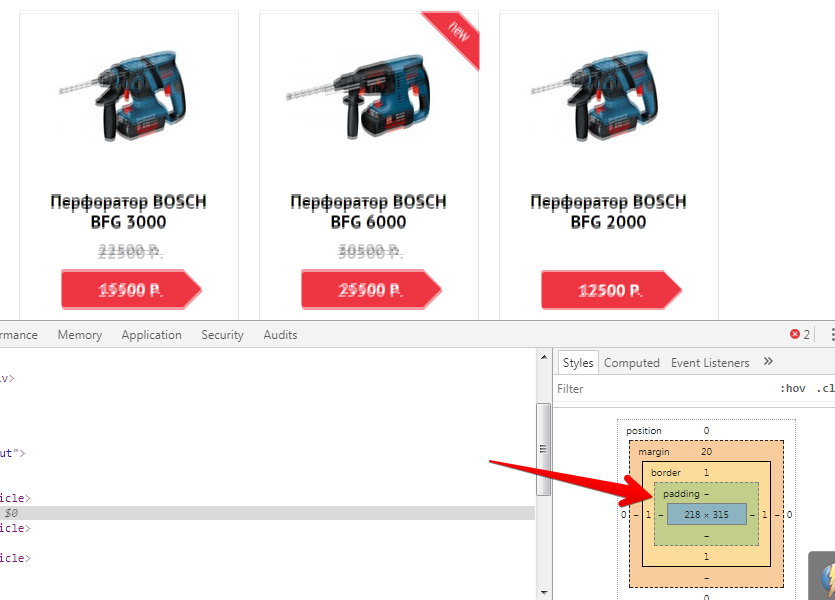 new
Перфоратор BOSCH
BFG 3000
Перфоратор BOSCH
BFG 6000
Перфоратор BOSCH
BFG 2000
22500 Р.
30500 Р.
15500 Р.
25500 Р.
12500 Р.
rmance Memory Application Security Audits
2
iv>
Styles Computed Event Listeners »
Filter
:hov .cl
position 0
margin 20
border 1
ut">
padding –
icle>
$0
0 – 1 – 218 × 315 – 1 – 0
icle>
–
1
icle>
–
0